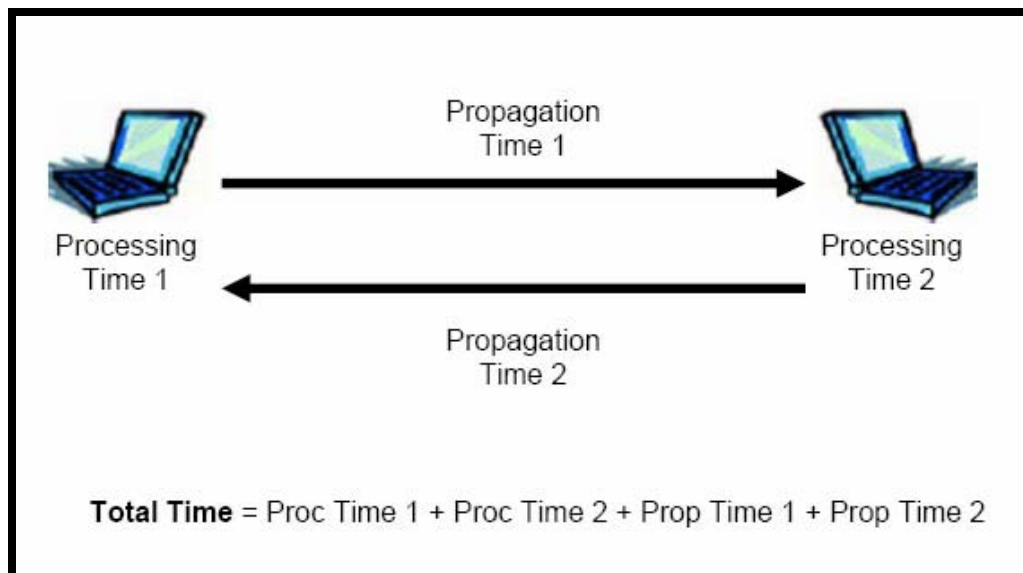 Propagation
Time 1
Processing
Time 1
Processing
Time 2
Propagation
Time 2
Total Time = Proc Time 1 + Proc Time 2 + Prop Time 1 + Prop Time 2